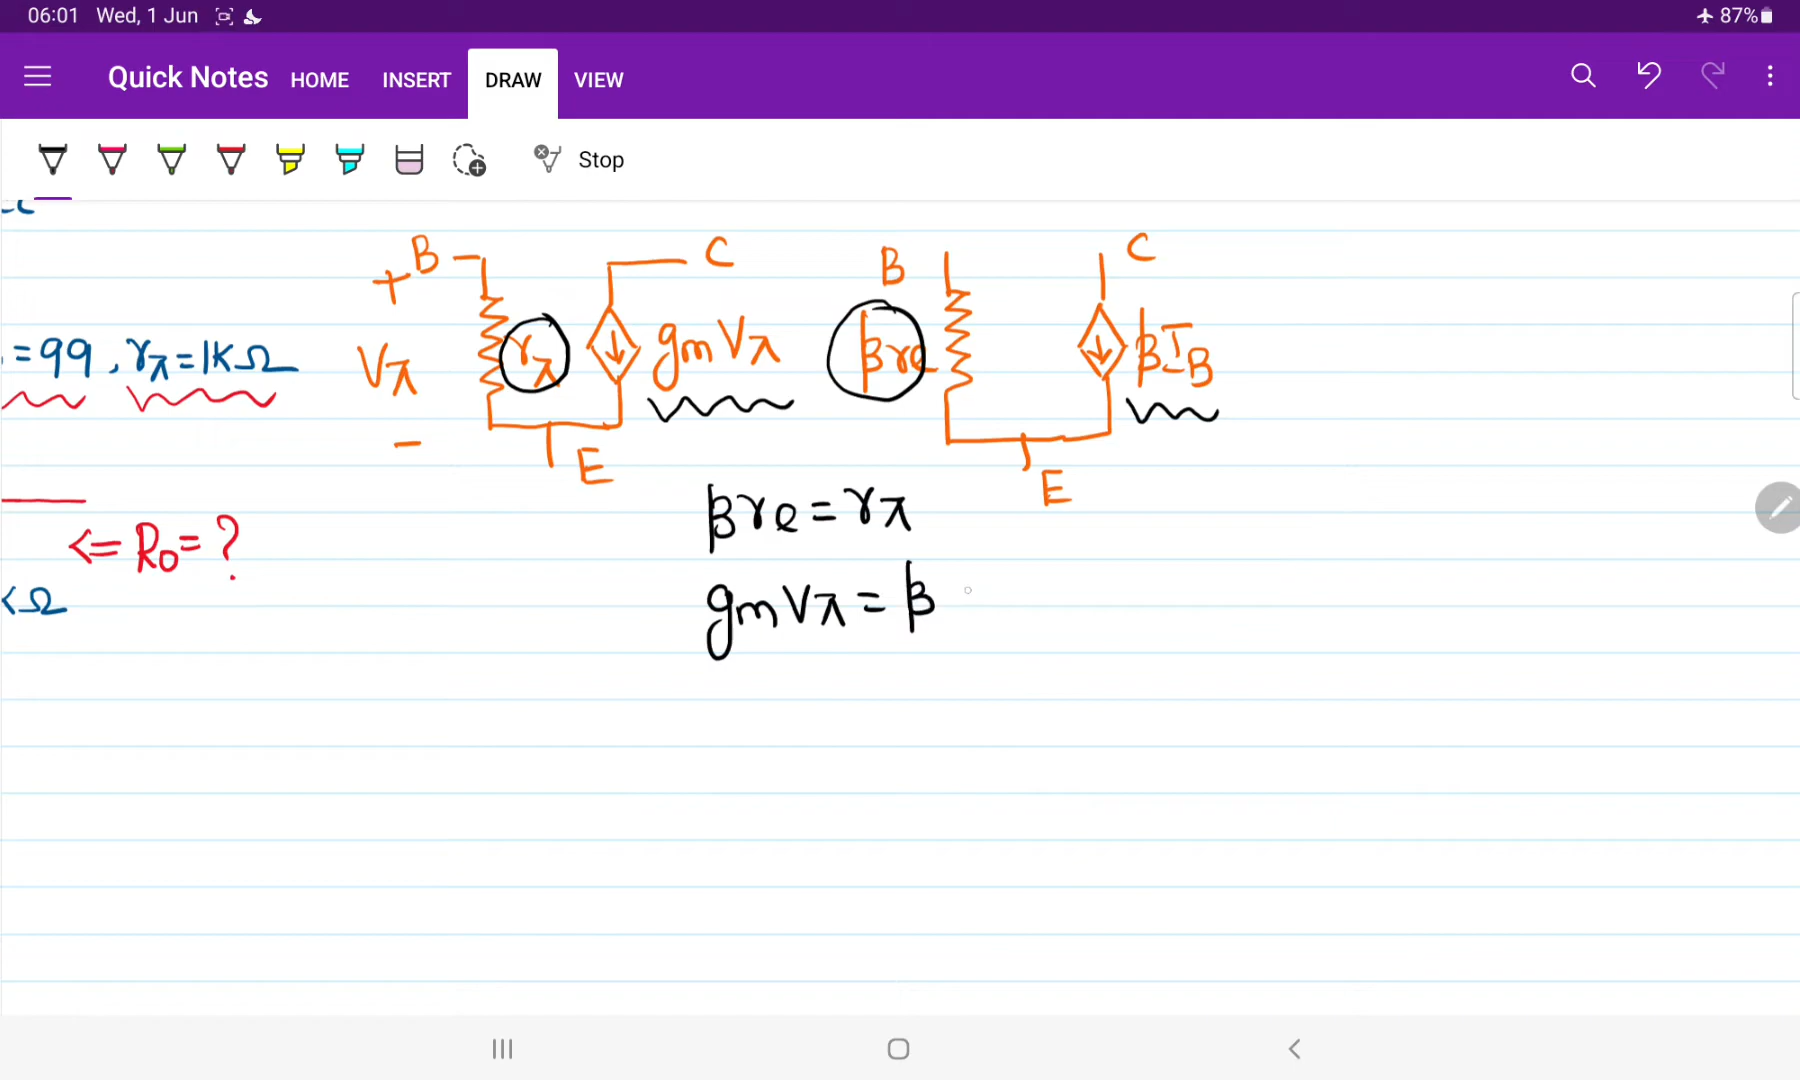 06:01 Wed, 1 Jun 87%
Quick Notes HOME INSERT DRAW VIEW
Stop
B C B C
+
= 99 , rπ = 1KΩ Vπ rπ gmVπ βre βIB
-
E E
<= Ro = ?
βre = rπ
KΩ
gmVπ = β